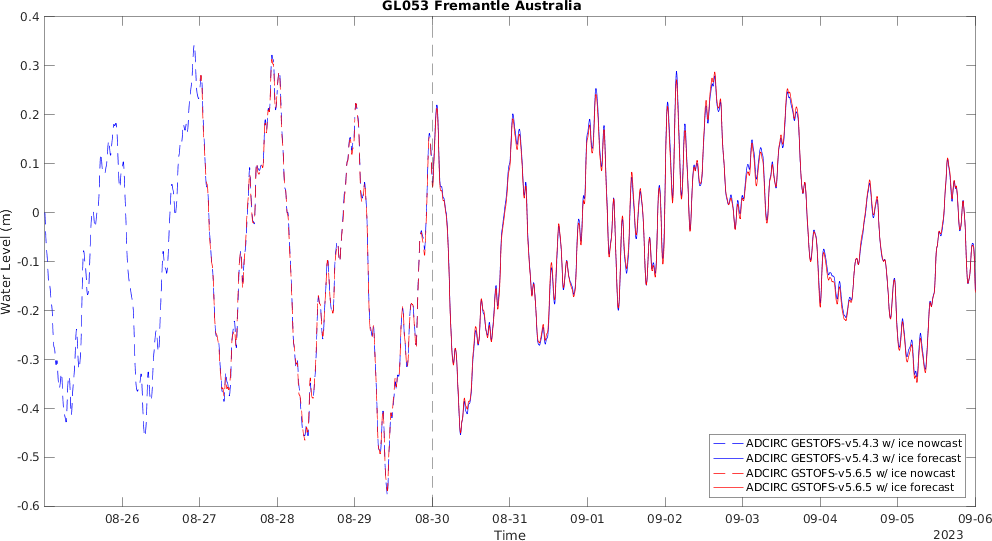 GL053 Fremantle Australia
0.4
0.3
0.2
0.1
0
-0.1
-0.2
-0.3
-0.4
-0.5
-0.6
Water Level (m)
ADCIRC GESTOFS-v5.4.3 w/ ice nowcast
ADCIRC GESTOFS-v5.4.3 w/ ice forecast
ADCIRC GSTOFS-v5.6.5 w/ ice nowcast
ADCIRC GSTOFS-v5.6.5 w/ ice forecast
08-26 08-27 08-28 08-29 08-30 08-31 09-01 09-02 09-03 09-04 09-05 09-06
Time
2023